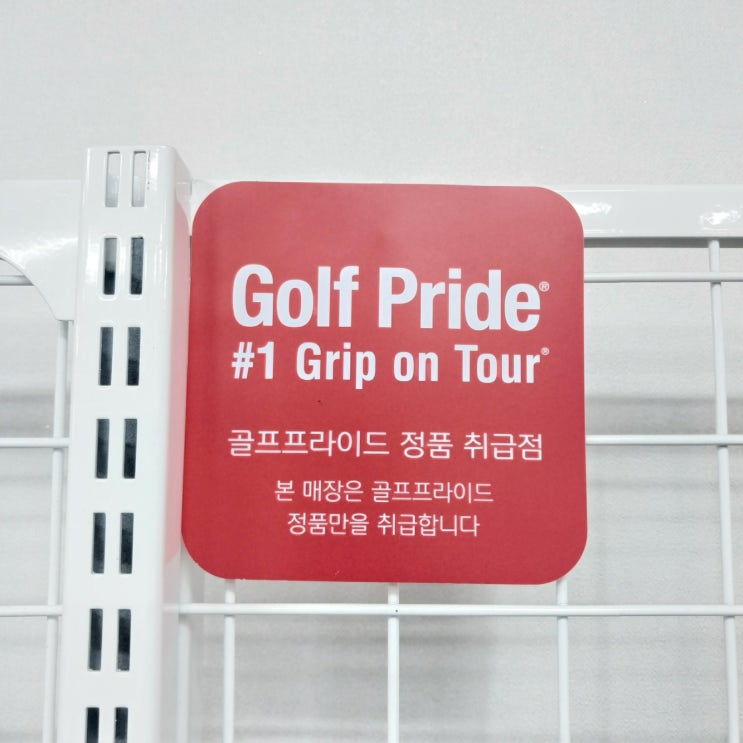 Golf Pride®
#1 Grip on Tour®
골프프라이드 정품 취급점
본 매장은 골프프라이드
정품만을 취급합니다